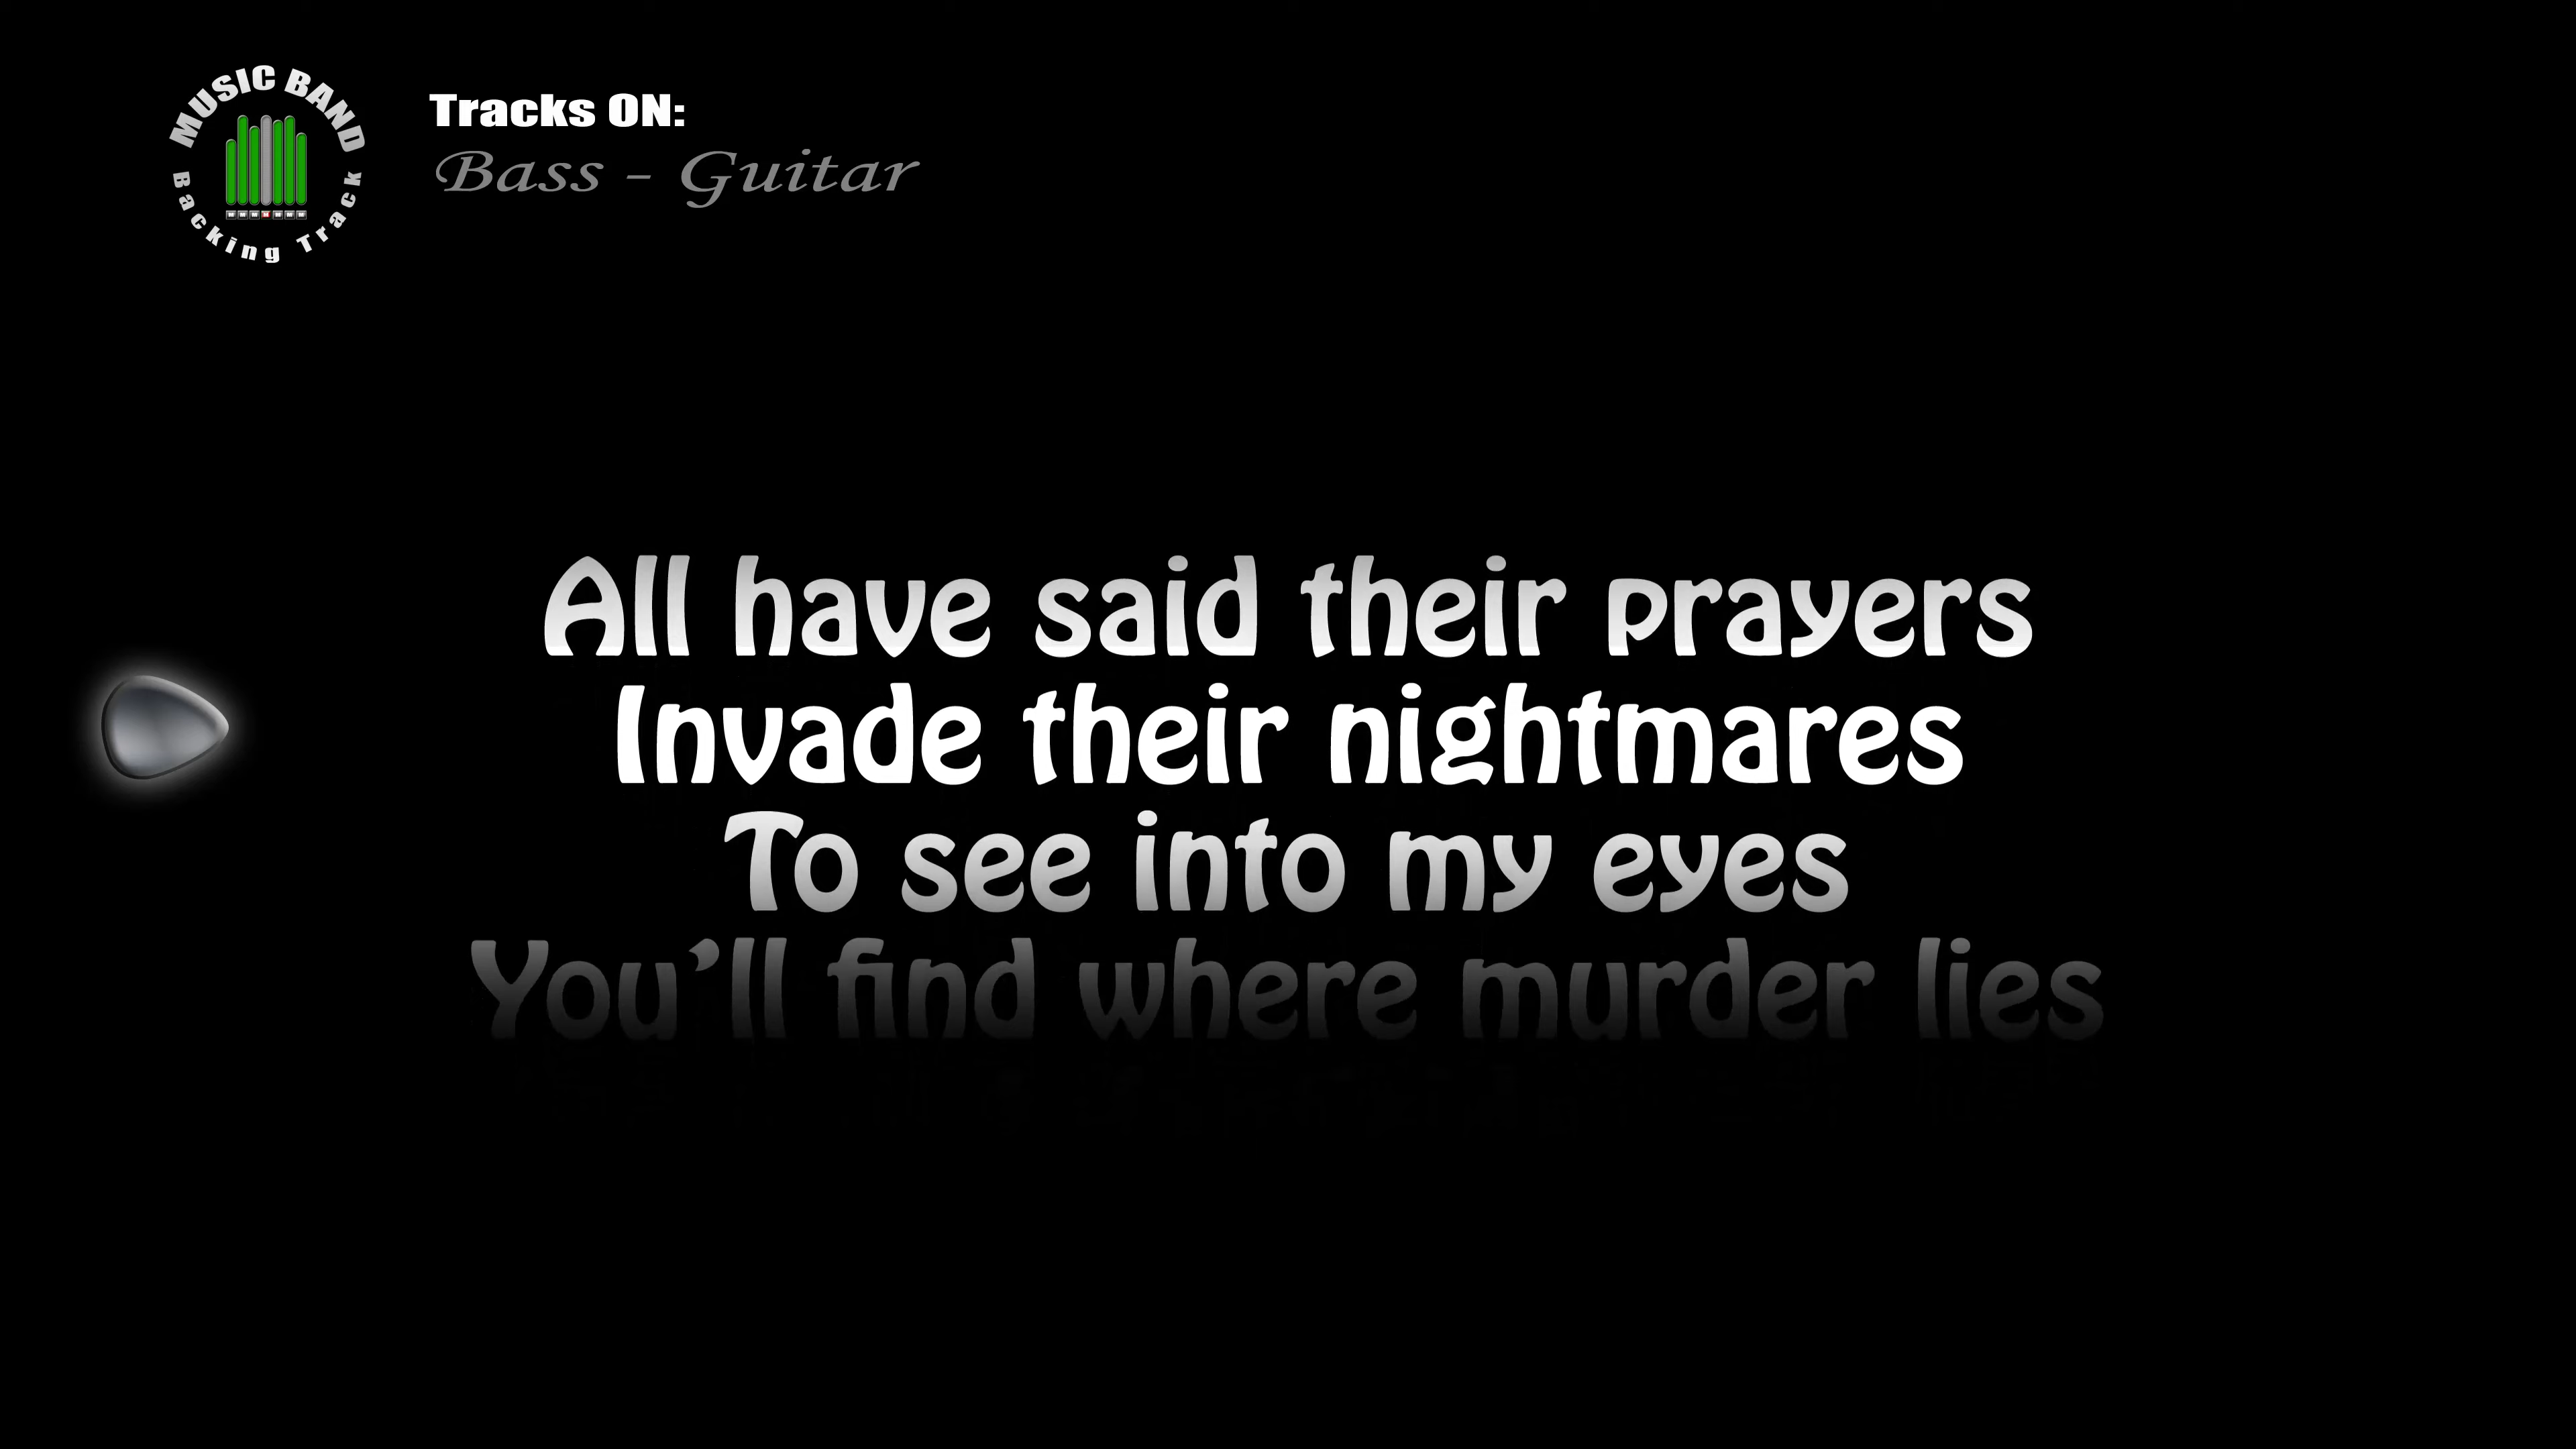 MUSIC BAND
Backing Track
Tracks ON:
Bass - Guitar
All have said their prayers
Invade their nightmares
To see into my eyes
You’ll find where murder lies